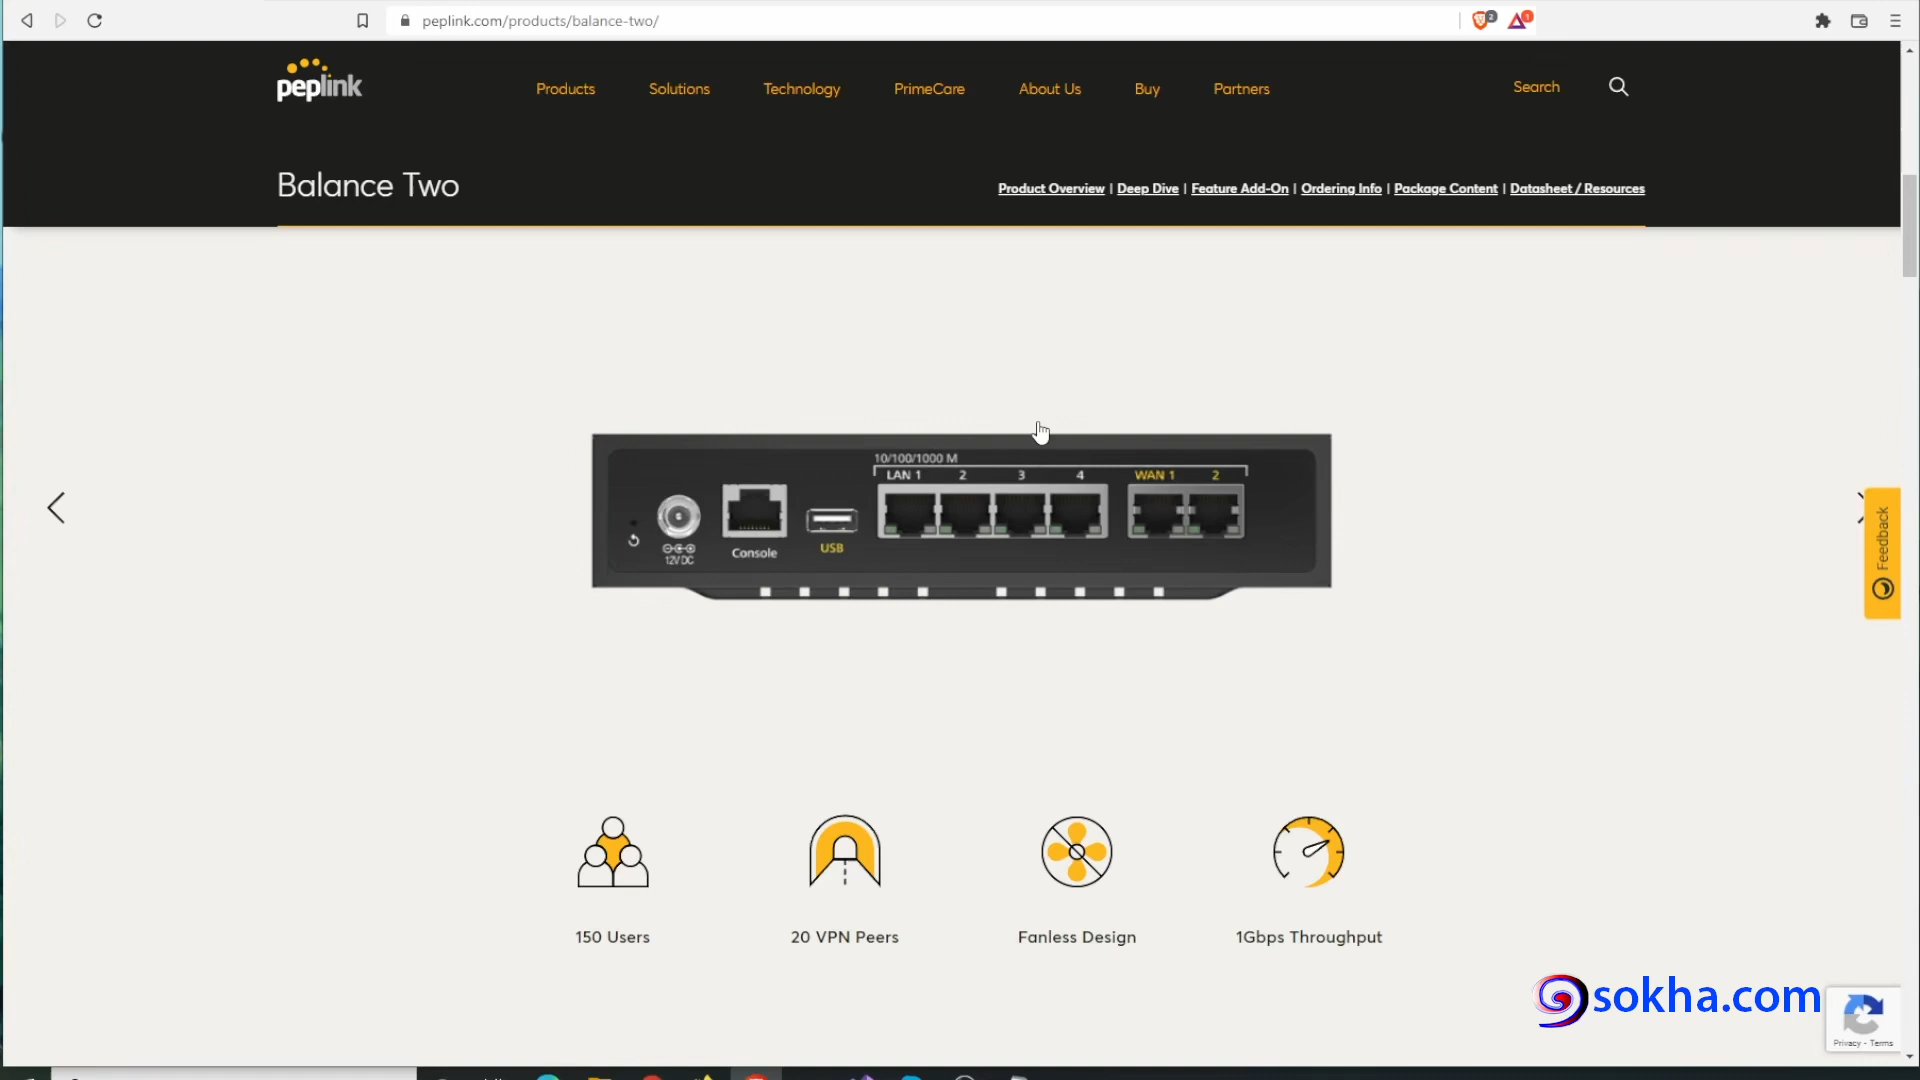 peplink.com/products/balance-two/
2
1
peplink
Products Solutions Technology PrimeCare About Us Buy Partners Search
Balance Two
Product Overview | Deep Dive | Feature Add-On | Ordering Info | Package Content | Datasheet / Resources
10/100/1000 M
LAN 1 2 3 4 WAN 1 2
12V DC
Console
USB
Feedback
150 Users
20 VPN Peers
Fanless Design
1Gbps Throughput
sokha.com
Privacy - Terms